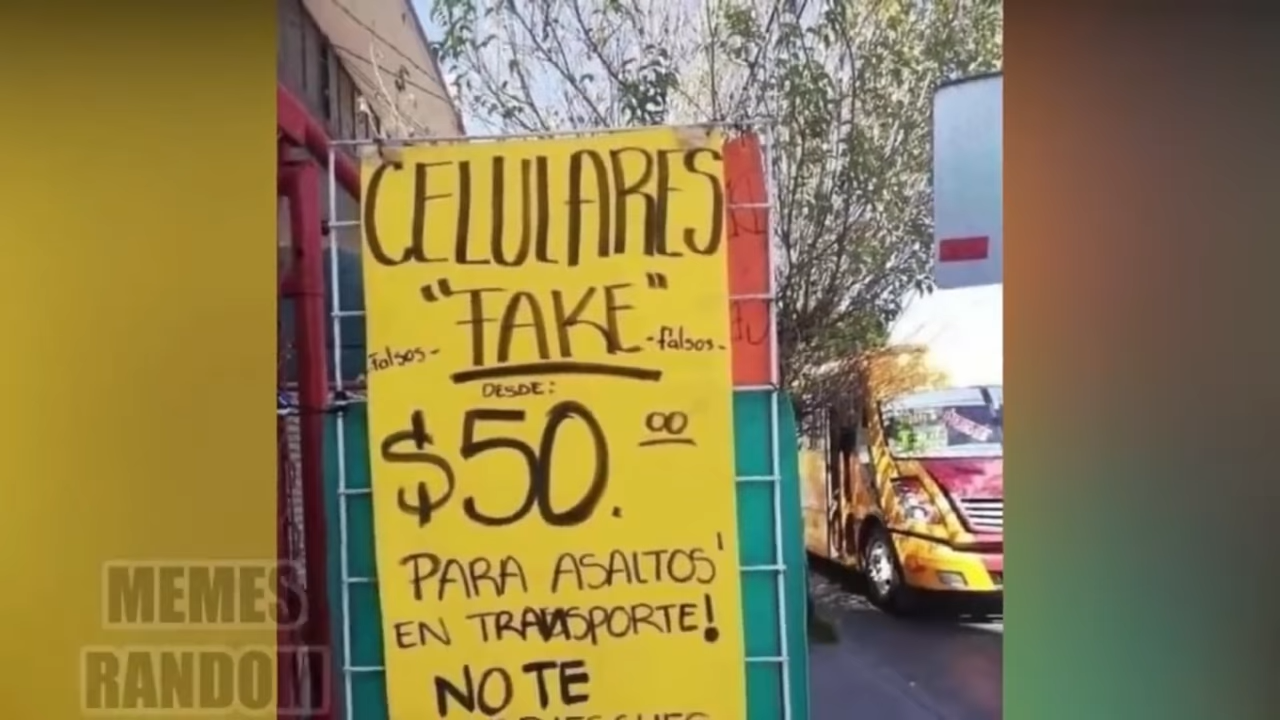 CELULARES
"FAKE"
-falsos- -falsos-
DESDE:
$50.00
PARA ASALTOS
EN TRANSPORTE!
NO TE
MEMES
RANDOM